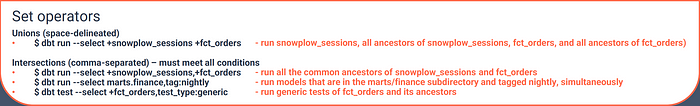 Set operators
Unions (space-delineated)
• $ dbt run --select +snowplow_sessions +fct_orders - run snowplow_sessions, all ancestors of snowplow_sessions, fct_orders, and all ancestors of fct_orders)
Intersections (comma-separated) – must meet all conditions
• $ dbt run --select +snowplow_sessions,+fct_orders - run all the common ancestors of snowplow_sessions and fct_orders
• $ dbt run --select marts.finance,tag:nightly - run models that are in the marts/finance subdirectory and tagged nightly, simultaneously
• $ dbt test --select +fct_orders,test_type:generic - run generic tests of fct_orders and its ancestors